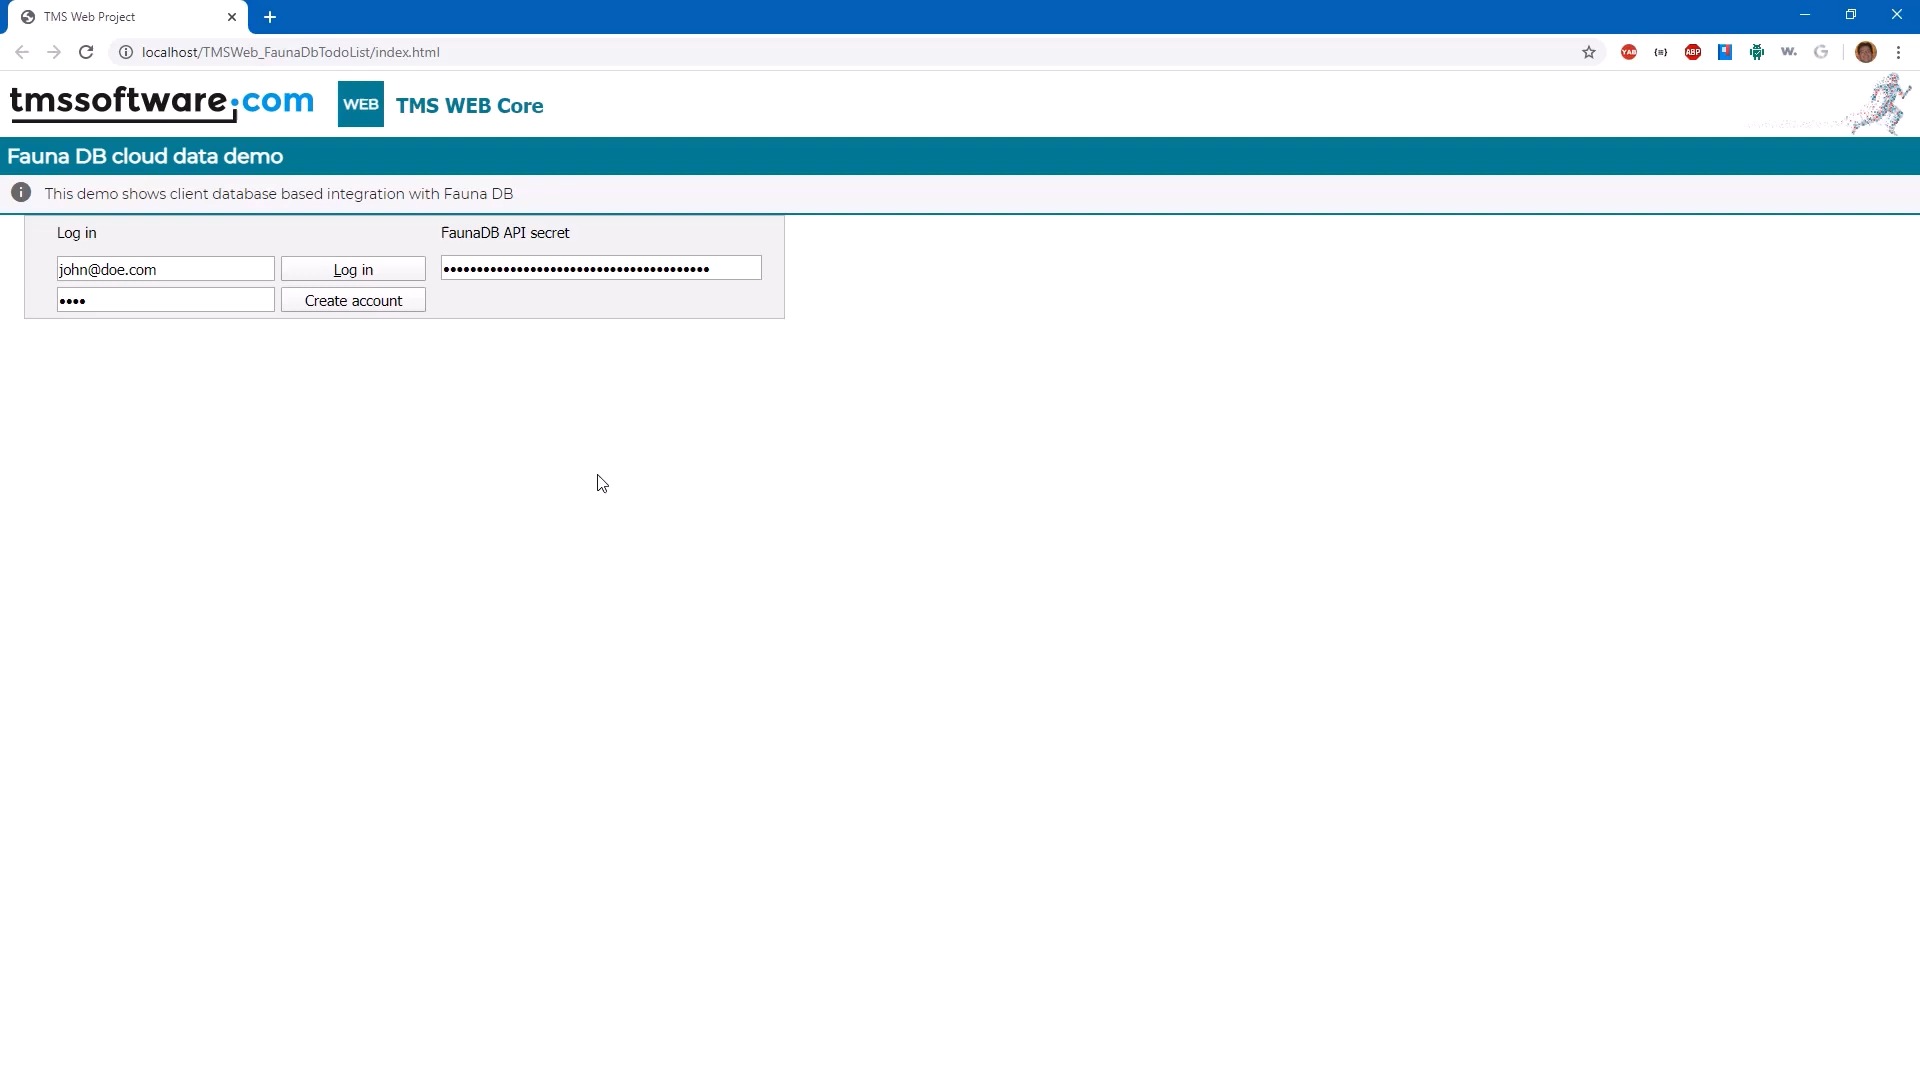 TMS Web Project
localhost/TMSWeb_FaunaDbTodoList/index.html
YAB
ABP
W.
G
tmssoftware.com
WEB
TMS WEB Core
Fauna DB cloud data demo
This demo shows client database based integration with Fauna DB
Log in
FaunaDB API secret
john@doe.com
Log in
Create account